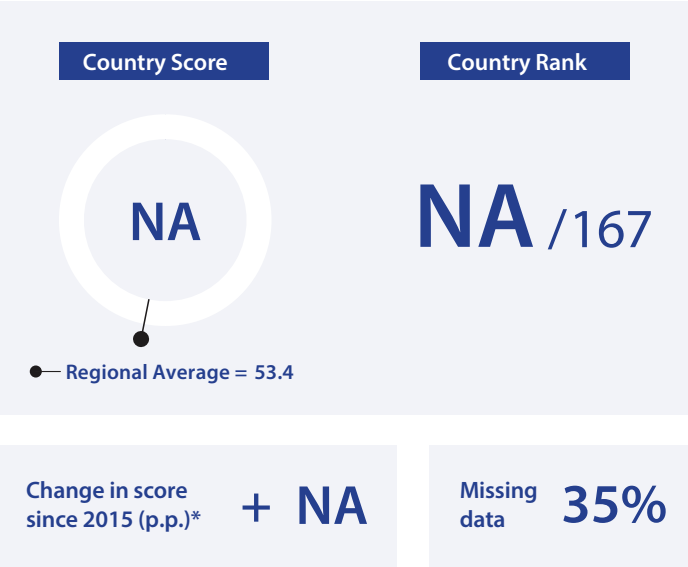 Country Score
Country Rank
NA
NA /167
Regional Average = 53.4
Change in score
since 2015 (p.p.)*
+ NA
Missing
data
35%